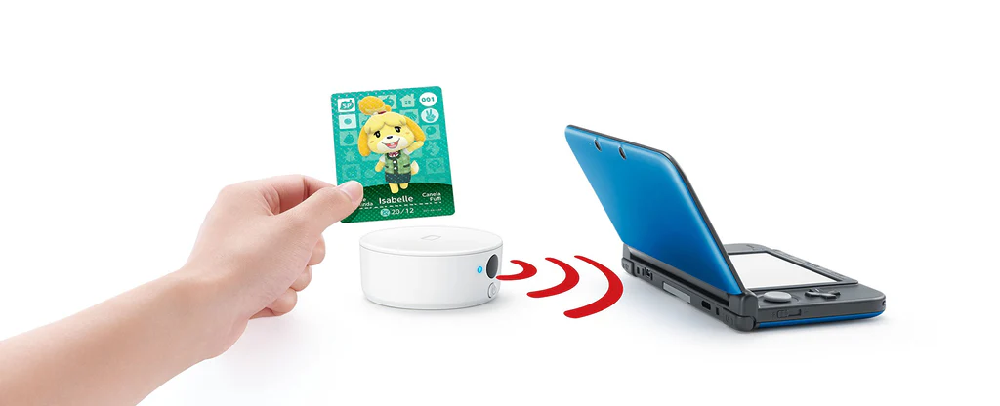 SP
001
Isabelle
Canela
Fuffi
20/12